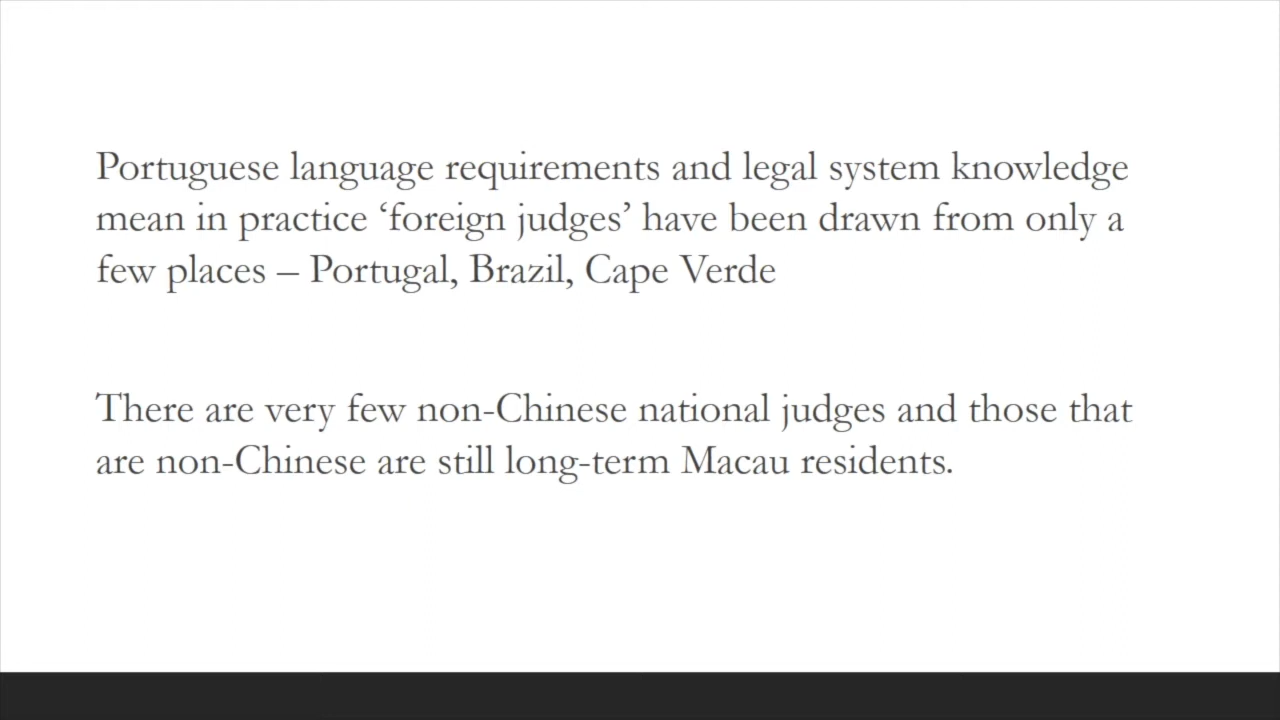 Portuguese language requirements and legal system knowledge
mean in practice ‘foreign judges’ have been drawn from only a
few places – Portugal, Brazil, Cape Verde
There are very few non-Chinese national judges and those that
are non-Chinese are still long-term Macau residents.